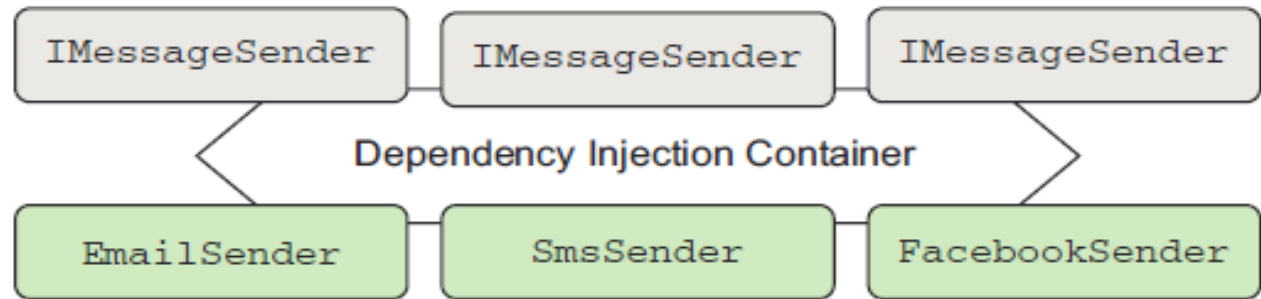 IMessageSender IMessageSender IMessageSender
Dependency Injection Container
EmailSender SmsSender FacebookSender